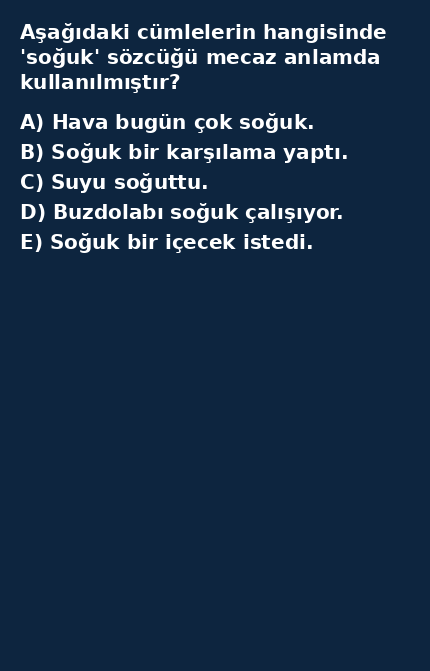 Aşağıdaki cümlelerin hangisinde
'soğuk' sözcüğü mecaz anlamda
kullanılmıştır?
A) Hava bugün çok soğuk.
B) Soğuk bir karşılama yaptı.
C) Suyu soğuttu.
D) Buzdolabı soğuk çalışıyor.
E) Soğuk bir içecek istedi.